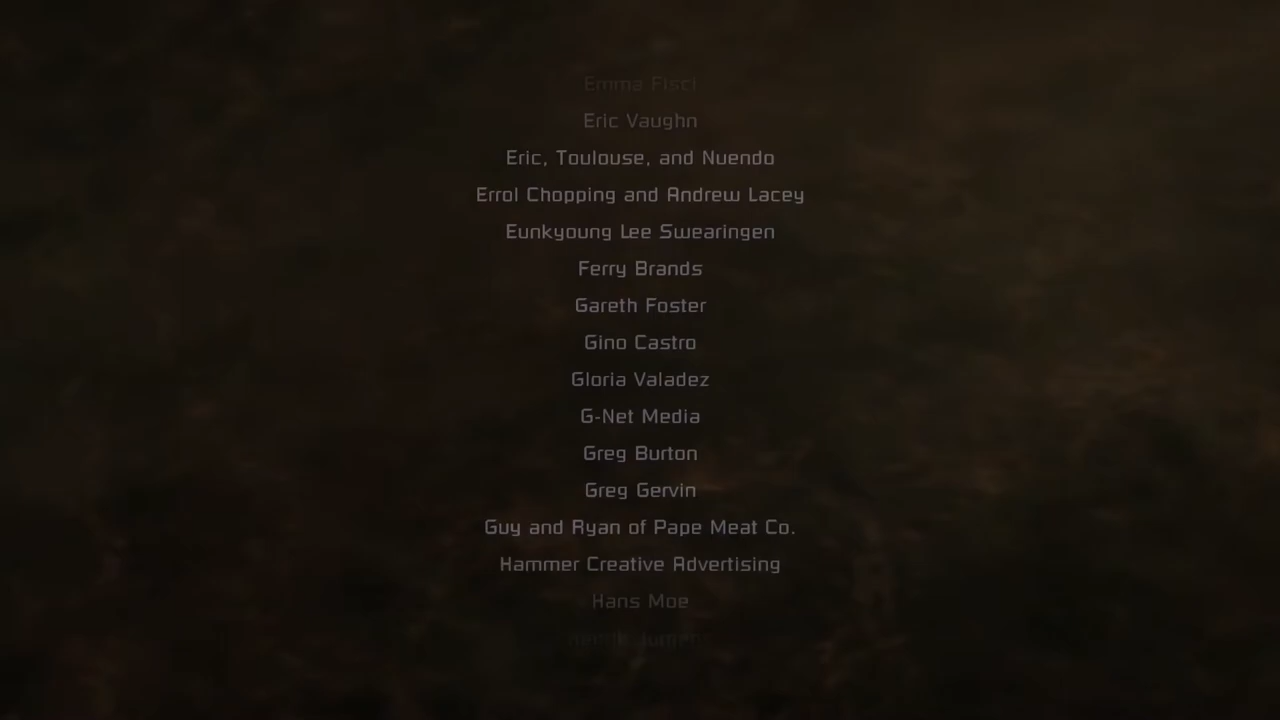 Emma Fisci
Eric Vaughn
Eric, Toulouse, and Nuendo
Errol Chopping and Andrew Lacey
Eunkyoung Lee Swearingen
Ferry Brands
Gareth Foster
Gino Castro
Gloria Valadez
G-Net Media
Greg Burton
Greg Gervin
Guy and Ryan of Pape Meat Co.
Hammer Creative Advertising
Hans Moe